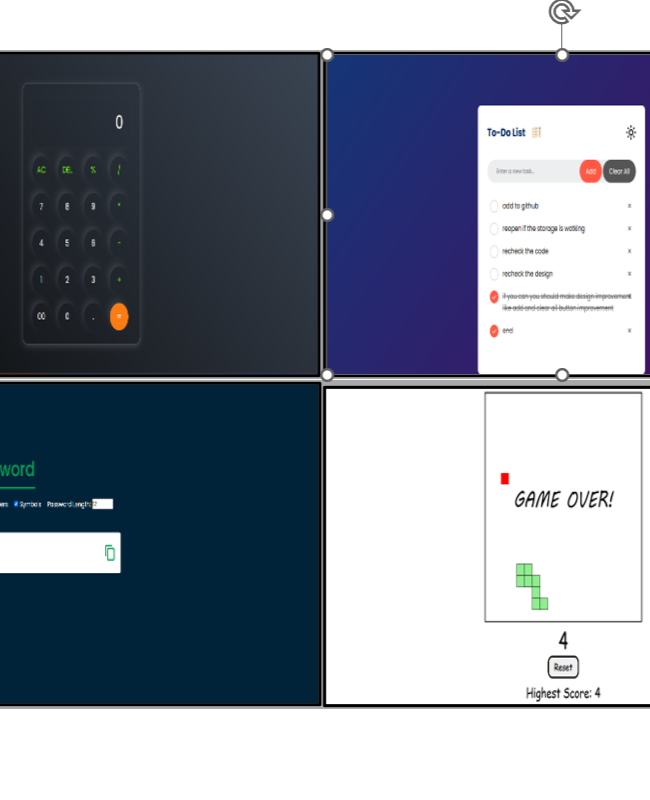 0
AC DEL % /
7 8 9 *
4 5 6 -
1 2 3 +
00 0 . =
To-Do List
Enter a new task..
Add
Clear All
add to github
reopen if the storage is wotking
recheck the code
recheck the design
if you can you should make design improvement
like add and clear all button improvement
end
word
ers Symbols Password Length:
GAME OVER!
4
Reset
Highest Score: 4